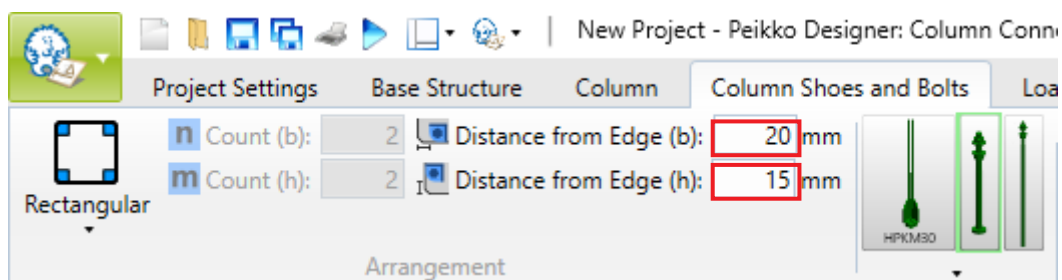 New Project - Peikko Designer: Column Conne
Project Settings Base Structure Column Column Shoes and Bolts Loa
n Count (b): 2 Distance from Edge (b): 20 mm
m Count (h): 2 Distance from Edge (h): 15 mm
Rectangular
HPKM30
Arrangement